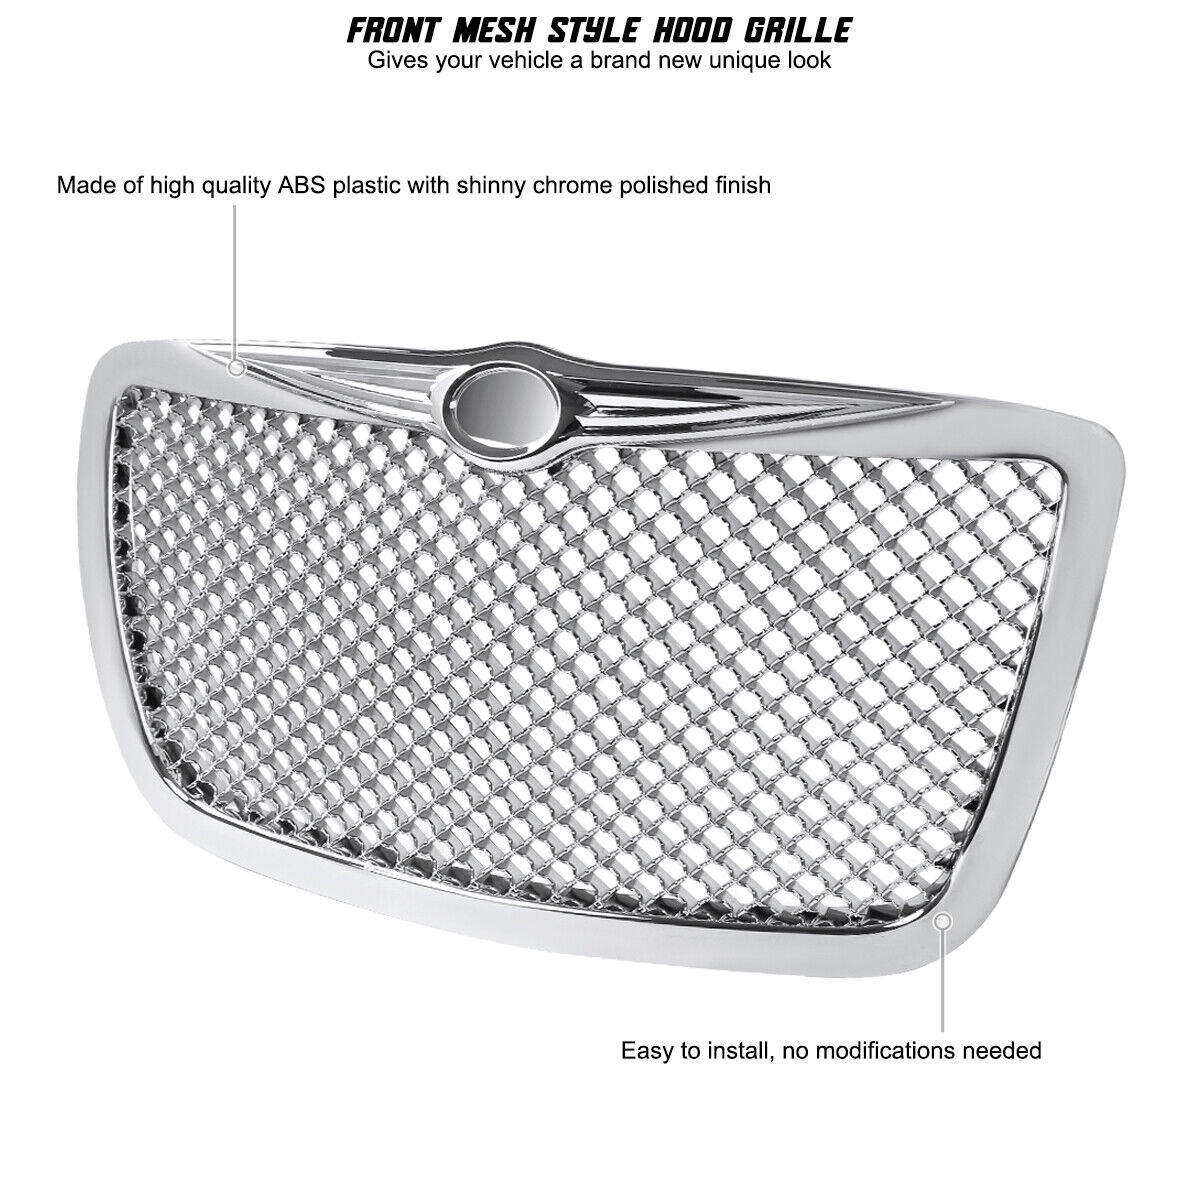 FRONT MESH STYLE HOOD GRILLE
Gives your vehicle a brand new unique look
Made of high quality ABS plastic with shinny chrome polished finish
Easy to install, no modifications needed